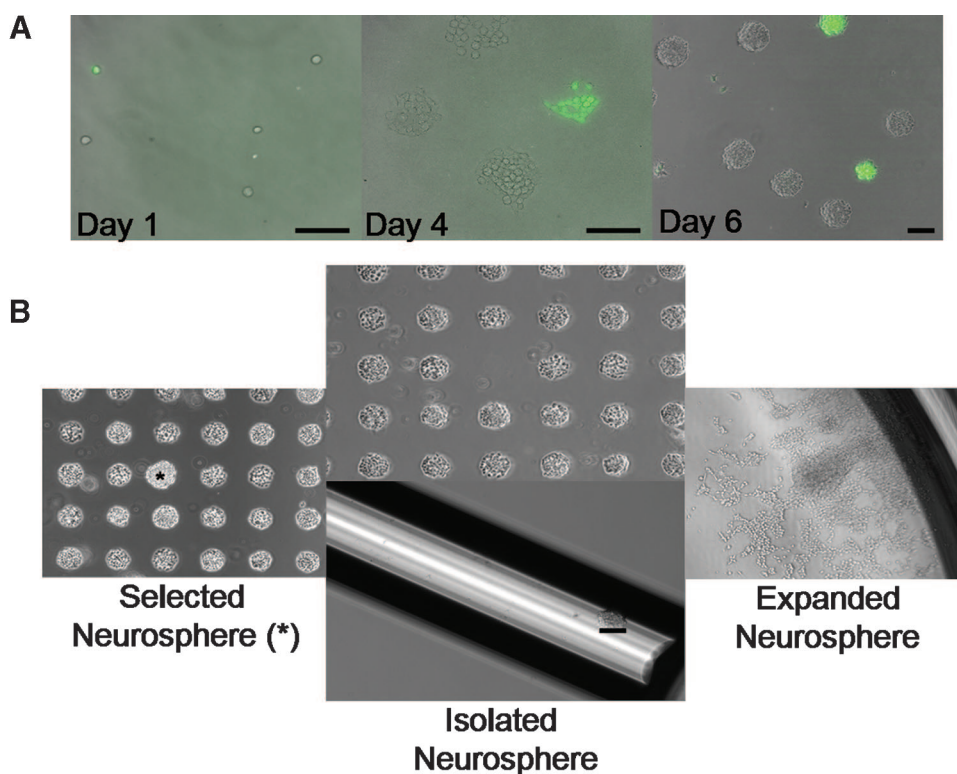 A
Day 1
Day 4
Day 6
B
*
Selected
Neurosphere (*)
Isolated
Neurosphere
Expanded
Neurosphere